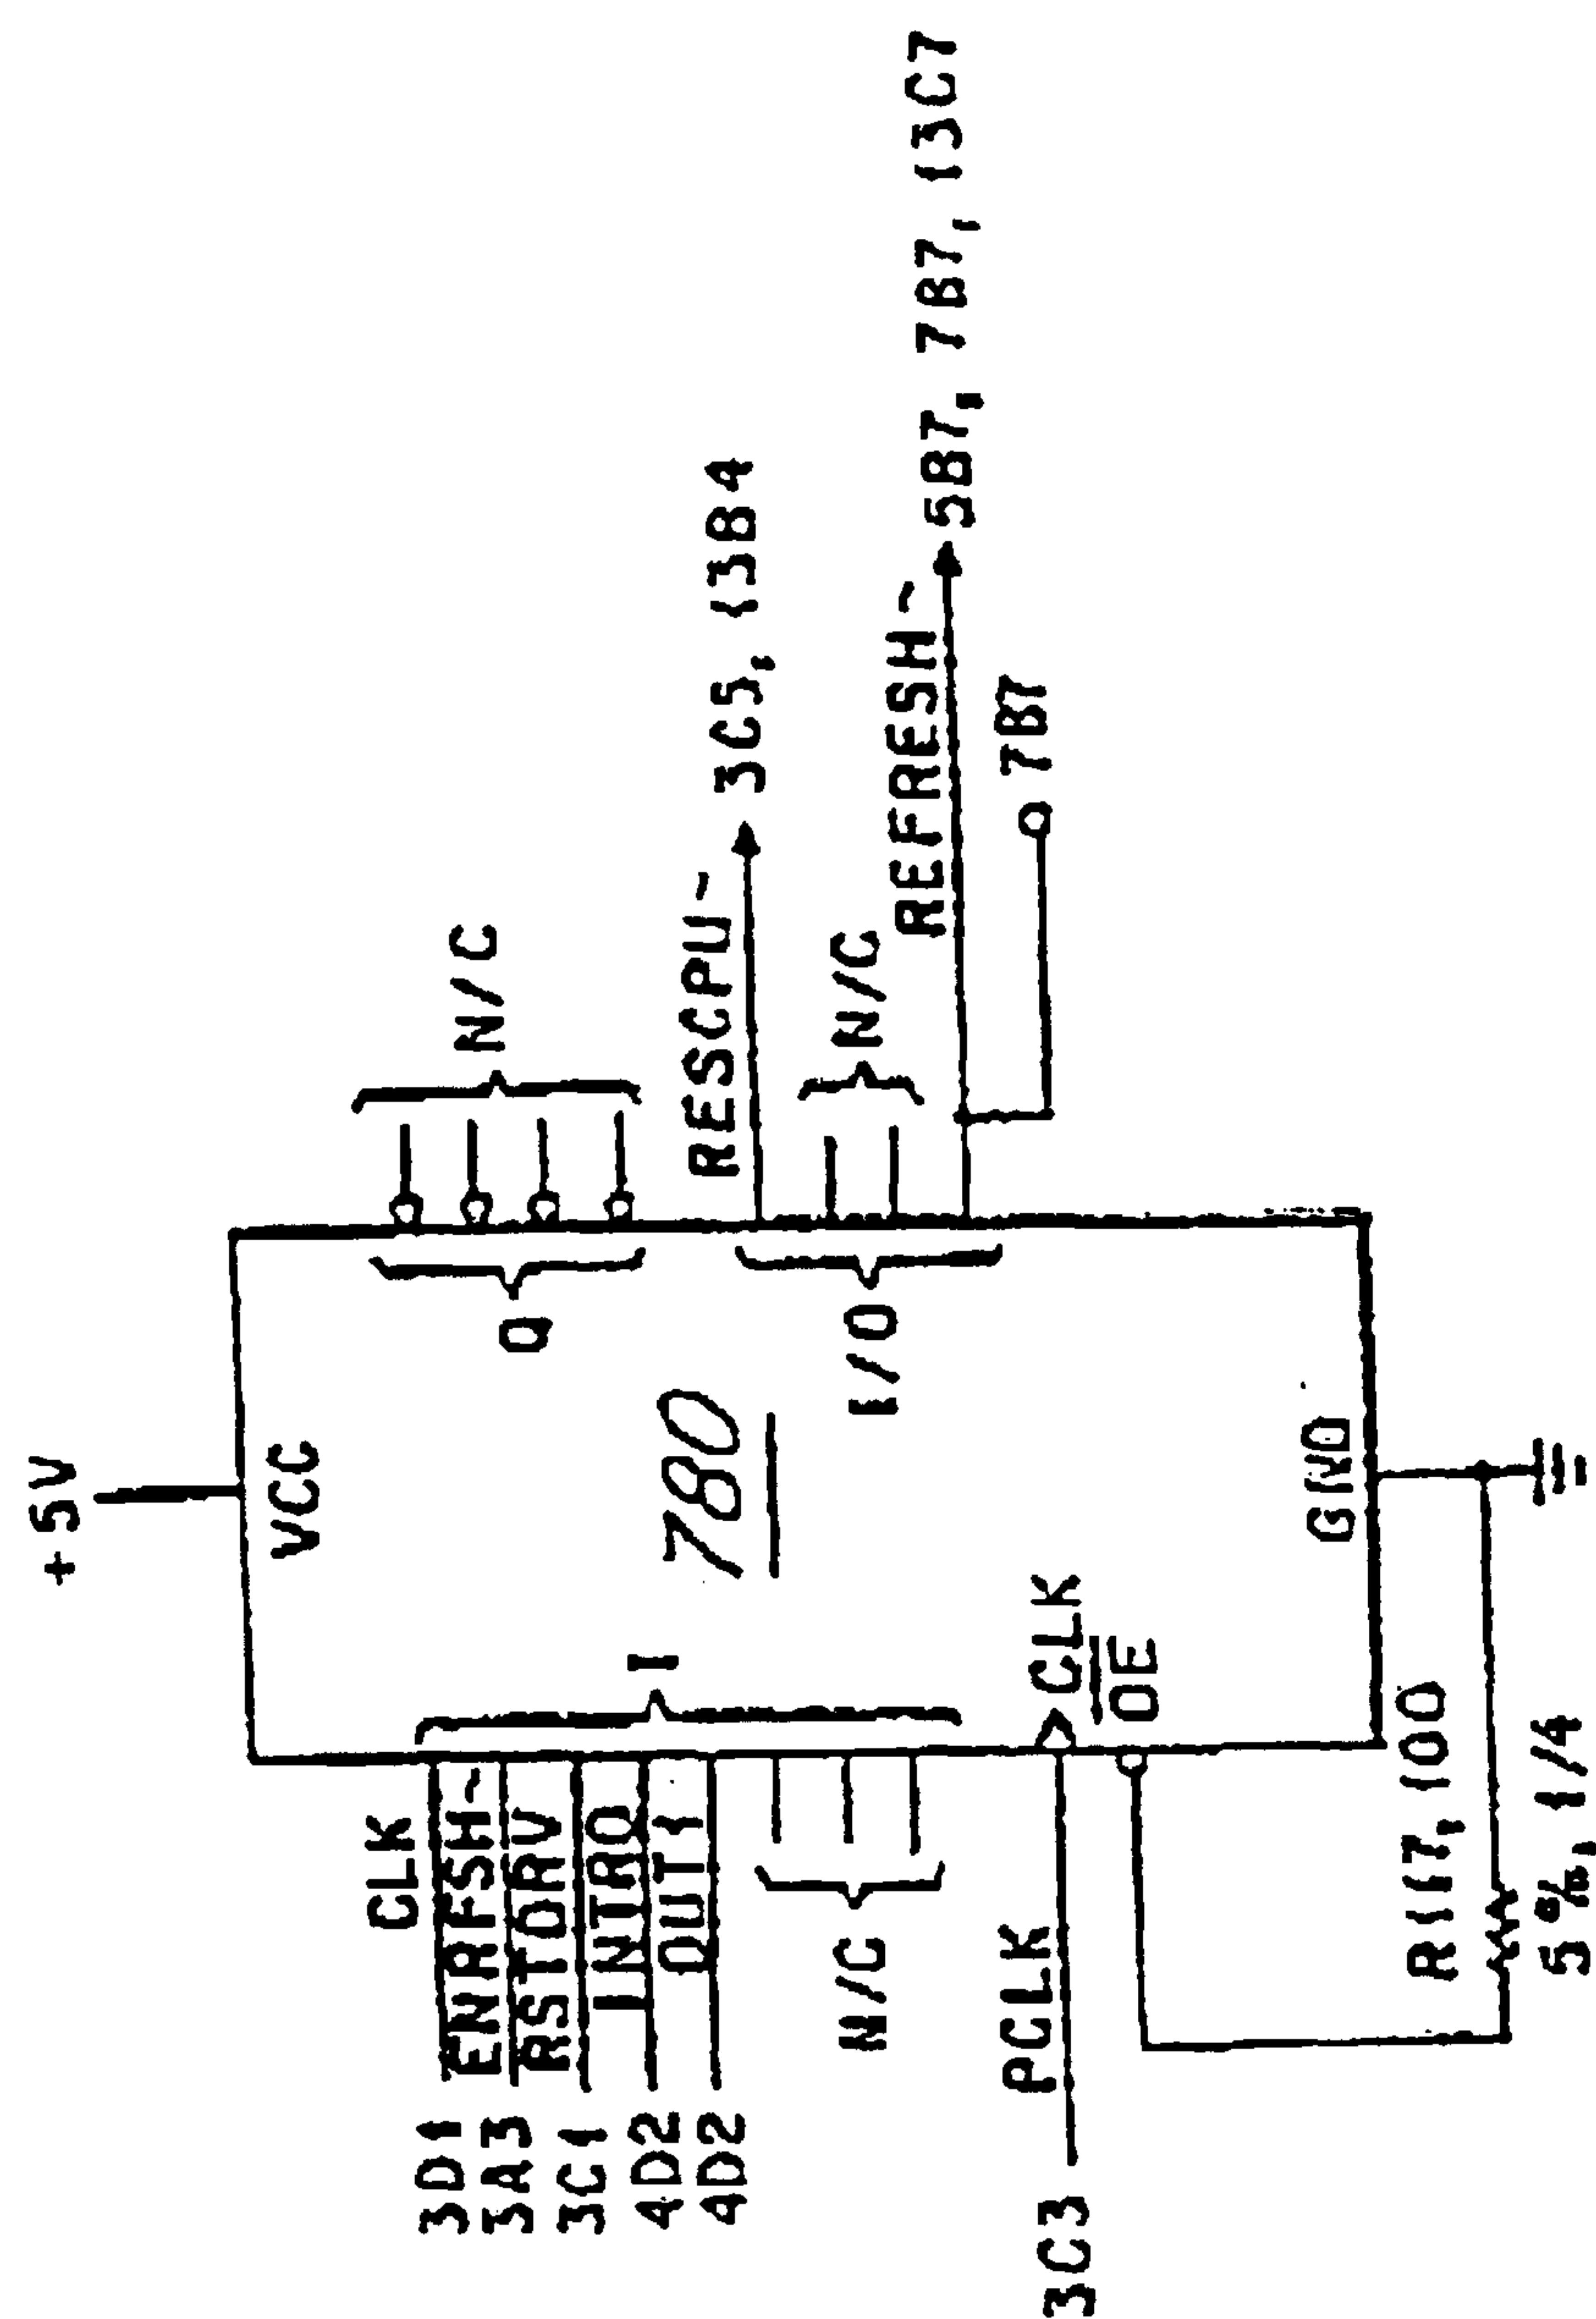 +5V
VCC
CLK
3D1
ENRFSH~
3A3
RSTDRV
3C1
INTRQ
4D2
OUT1
4D2
I
N/C
Q
N/C
780
RESCPU~
3C5, 13B4
I/O
N/C
REFRESH~
5B7, 7B7, 13C7
7B7
PCLK
3C3
CLK
OE
GND
R117, 100
5%, 1/4